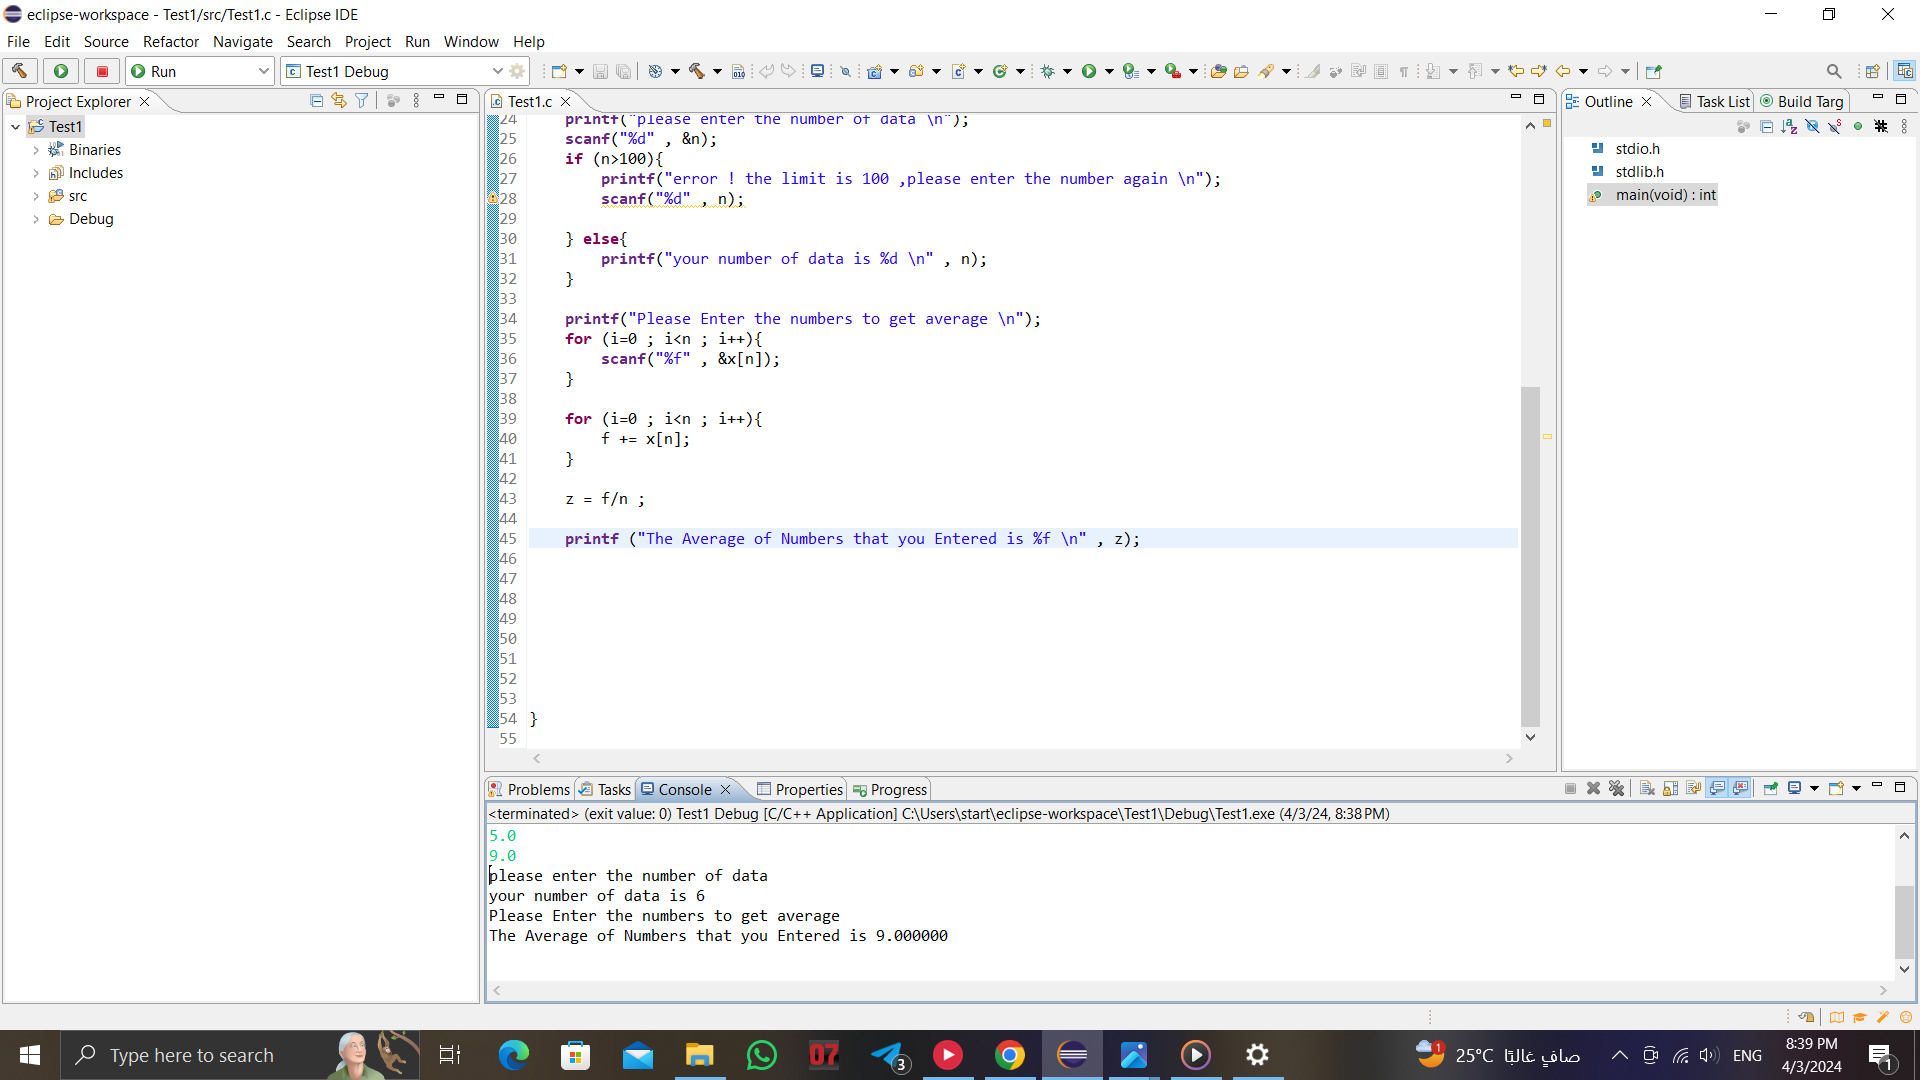 eclipse-workspace - Test1/src/Test1.c - Eclipse IDE
File Edit Source Refactor Navigate Search Project Run Window Help
Run
Test1 Debug
Project Explorer
Test1
Binaries
Includes
src
Debug
Test1.c
24 printf("please enter the number of data \n");
25 scanf("%d" , &n);
26 if (n>100){
27 printf("error ! the limit is 100 ,please enter the number again \n");
28 scanf("%d" , n);
29
30 } else{
31 printf("your number of data is %d \n" , n);
32 }
33
34 printf("Please Enter the numbers to get average \n");
35 for (i=0 ; i<n ; i++){
36 scanf("%f" , &x[n]);
37 }
38
39 for (i=0 ; i<n ; i++){
40 f += x[n];
41 }
42
43 z = f/n ;
44
45 printf ("The Average of Numbers that you Entered is %f \n" , z);
46
47
48
49
50
51
52
53
54 }
55
Outline Task List Build Targ
stdio.h
stdlib.h
main(void) : int
Problems Tasks Console Properties Progress
<terminated> (exit value: 0) Test1 Debug [C/C++ Application] C:\Users\start\eclipse-workspace\Test1\Debug\Test1.exe (4/3/24, 8:38 PM)
5.0
9.0
please enter the number of data
your number of data is 6
Please Enter the numbers to get average
The Average of Numbers that you Entered is 9.000000
Type here to search
07
3
1
25°C صافٍ غالبًا
ENG
8:39 PM
4/3/2024
1